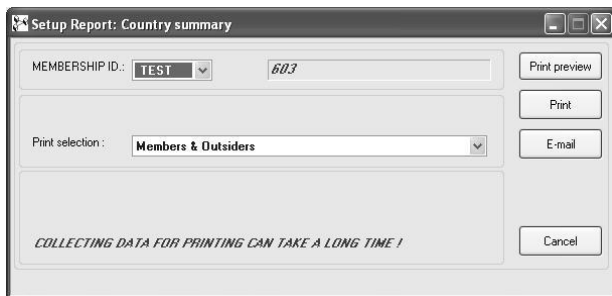 Setup Report: Country summary
MEMBERSHIP ID.: TEST 603 Print preview
Print
Print selection : Members & Outsiders E-mail
COLLECTING DATA FOR PRINTING CAN TAKE A LONG TIME ! Cancel